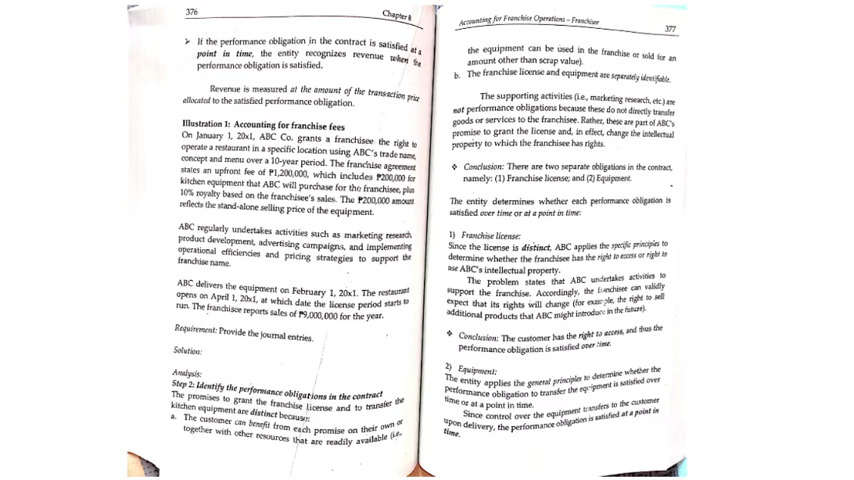 376
Chapter 8
➢ If the performance obligation in the contract is satisfied at a
point in time, the entity recognizes revenue when the
performance obligation is satisfied.
Revenue is measured at the amount of the transaction price
allocated to the satisfied performance obligation.
Illustration 1: Accounting for franchise fees
On January 1, 20x1, ABC Co. grants a franchisee the right to
operate a restaurant in a specific location using ABC's trade name,
concept and menu over a 10-year period. The franchise agreement
states an upfront fee of ₱1,200,000, which includes ₱200,000 for
kitchen equipment that ABC will purchase for the franchisee, plus
10% royalty based on the franchisee's sales. The ₱200,000 amount
reflects the stand-alone selling price of the equipment.
ABC regularly undertakes activities such as marketing research,
product development, advertising campaigns, and implementing
operational efficiencies and pricing strategies to support the
franchise name.
ABC delivers the equipment on February 1, 20x1. The restaurant
opens on April 1, 20x1, at which date the license period starts to
run. The franchisee reports sales of ₱9,000,000 for the year.
Requirement: Provide the journal entries.
Solution:
Analysis:
Step 2: Identify the performance obligations in the contract
The promises to grant the franchise license and to transfer the
kitchen equipment are distinct because:
a. The customer can benefit from each promise on their own or
together with other resources that are readily available (i.e.,
Accounting for Franchise Operations – Franchisor
377
the equipment can be used in the franchise or sold for an
amount other than scrap value).
b. The franchise license and equipment are separately identifiable.
The supporting activities (i.e., marketing research, etc.) are
not performance obligations because these do not directly transfer
goods or services to the franchisee. Rather, these are part of ABC's
promise to grant the license and, in effect, change the intellectual
property to which the franchisee has rights.
❖ Conclusion: There are two separate obligations in the contract,
namely: (1) Franchise license; and (2) Equipment.
The entity determines whether each performance obligation is
satisfied over time or at a point in time:
1) Franchise license:
Since the license is distinct, ABC applies the specific principles to
determine whether the franchisee has the right to access or right to
use ABC's intellectual property.
The problem states that ABC undertakes activities to
support the franchise. Accordingly, the franchisee can validly
expect that its rights will change (for example, the right to sell
additional products that ABC might introduce in the future).
❖ Conclusion: The customer has the right to access, and thus the
performance obligation is satisfied over time.
2) Equipment:
The entity applies the general principles to determine whether the
performance obligation to transfer the equipment is satisfied over
time or at a point in time.
Since control over the equipment transfers to the customer
upon delivery, the performance obligation is satisfied at a point in
time.